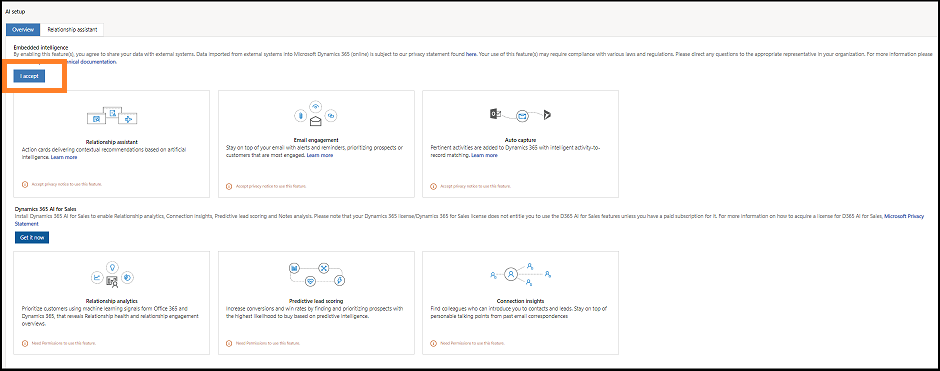 AI setup
Overview
Relationship assistant
Embedded intelligence
By enabling this feature(s), you agree to share your data with external systems. Data imported from external systems into Microsoft Dynamics 365 (online) is subject to our privacy statement found here. Your use of this feature(s) may require compliance with various laws and regulations. Please direct any questions to the appropriate representative in your organization. For more information please
documentation.
I accept
Relationship assistant
Action cards delivering contextual recommendations based on artificial
intelligence. Learn more
Accept privacy notice to use this feature.
Email engagement
Stay on top of your email with alerts and reminders, prioritizing prospects or
customers that are most engaged. Learn more
Accept privacy notice to use this feature
Auto capture
Pertinent activities are added to Dynamics 365 with intelligent activity-to-
record matching. Learn more
Accept privacy notice to use this feature.
Dynamics 365 AI for Sales
Install Dynamics 365 AI for Sales to enable Relationship analytics, Connection insights, Predictive lead scoring and Notes analysis. Please note that your Dynamics 365 license/Dynamics 365 for Sales license does not entitle you to use the D365 AI for Sales features unless you have a paid subscription for it. For more information on how to acquire a license for D365 AI for Sales, Microsoft Privacy
Statement
Get it now
Relationship analytics
Prioritize customers using machine learning signals form Office 365 and
Dynamics 365, that reveals Relationship health and relationship engagement
overviews.
Need Permissions to use this feature.
Predictive lead scoring
Increase conversions and win rates by finding and prioritizing prospects with
the highest likelihood to buy based on predictive intelligence.
Need Permissions to use this feature.
Connection insights
Find colleagues who can introduce you to contacts and leads. Stay on top of
personable talking points from past email correspondences
Need Permissions to use this feature.